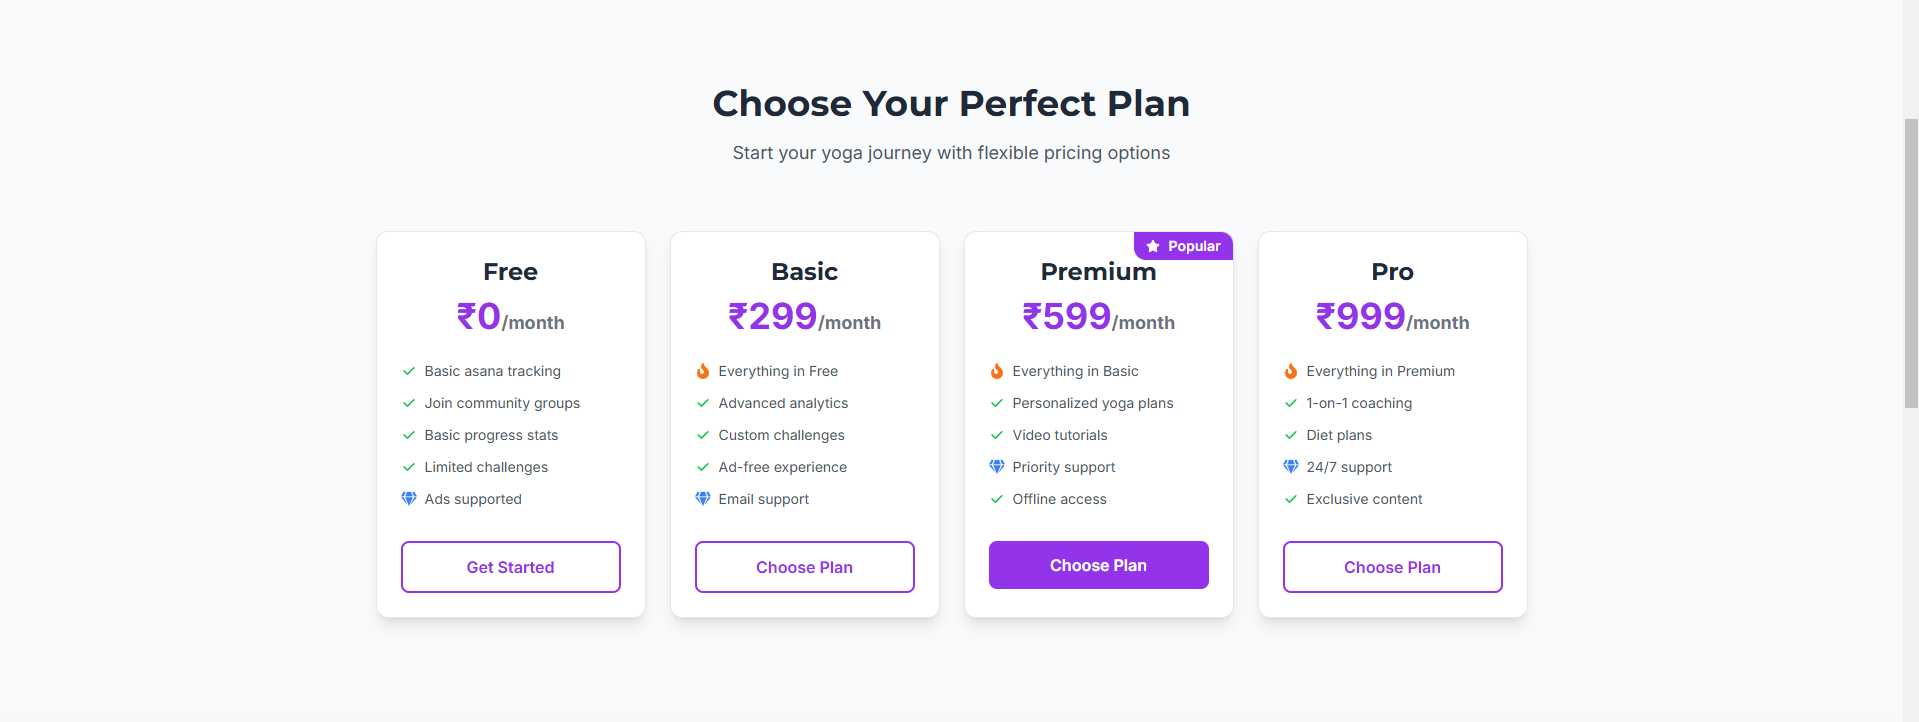 Choose Your Perfect Plan
Start your yoga journey with flexible pricing options
Free
₹0/month
Basic asana tracking
Join community groups
Basic progress stats
Limited challenges
Ads supported
Get Started
Basic
₹299/month
Everything in Free
Advanced analytics
Custom challenges
Ad-free experience
Email support
Choose Plan
Popular
Premium
₹599/month
Everything in Basic
Personalized yoga plans
Video tutorials
Priority support
Offline access
Choose Plan
Pro
₹999/month
Everything in Premium
1-on-1 coaching
Diet plans
24/7 support
Exclusive content
Choose Plan